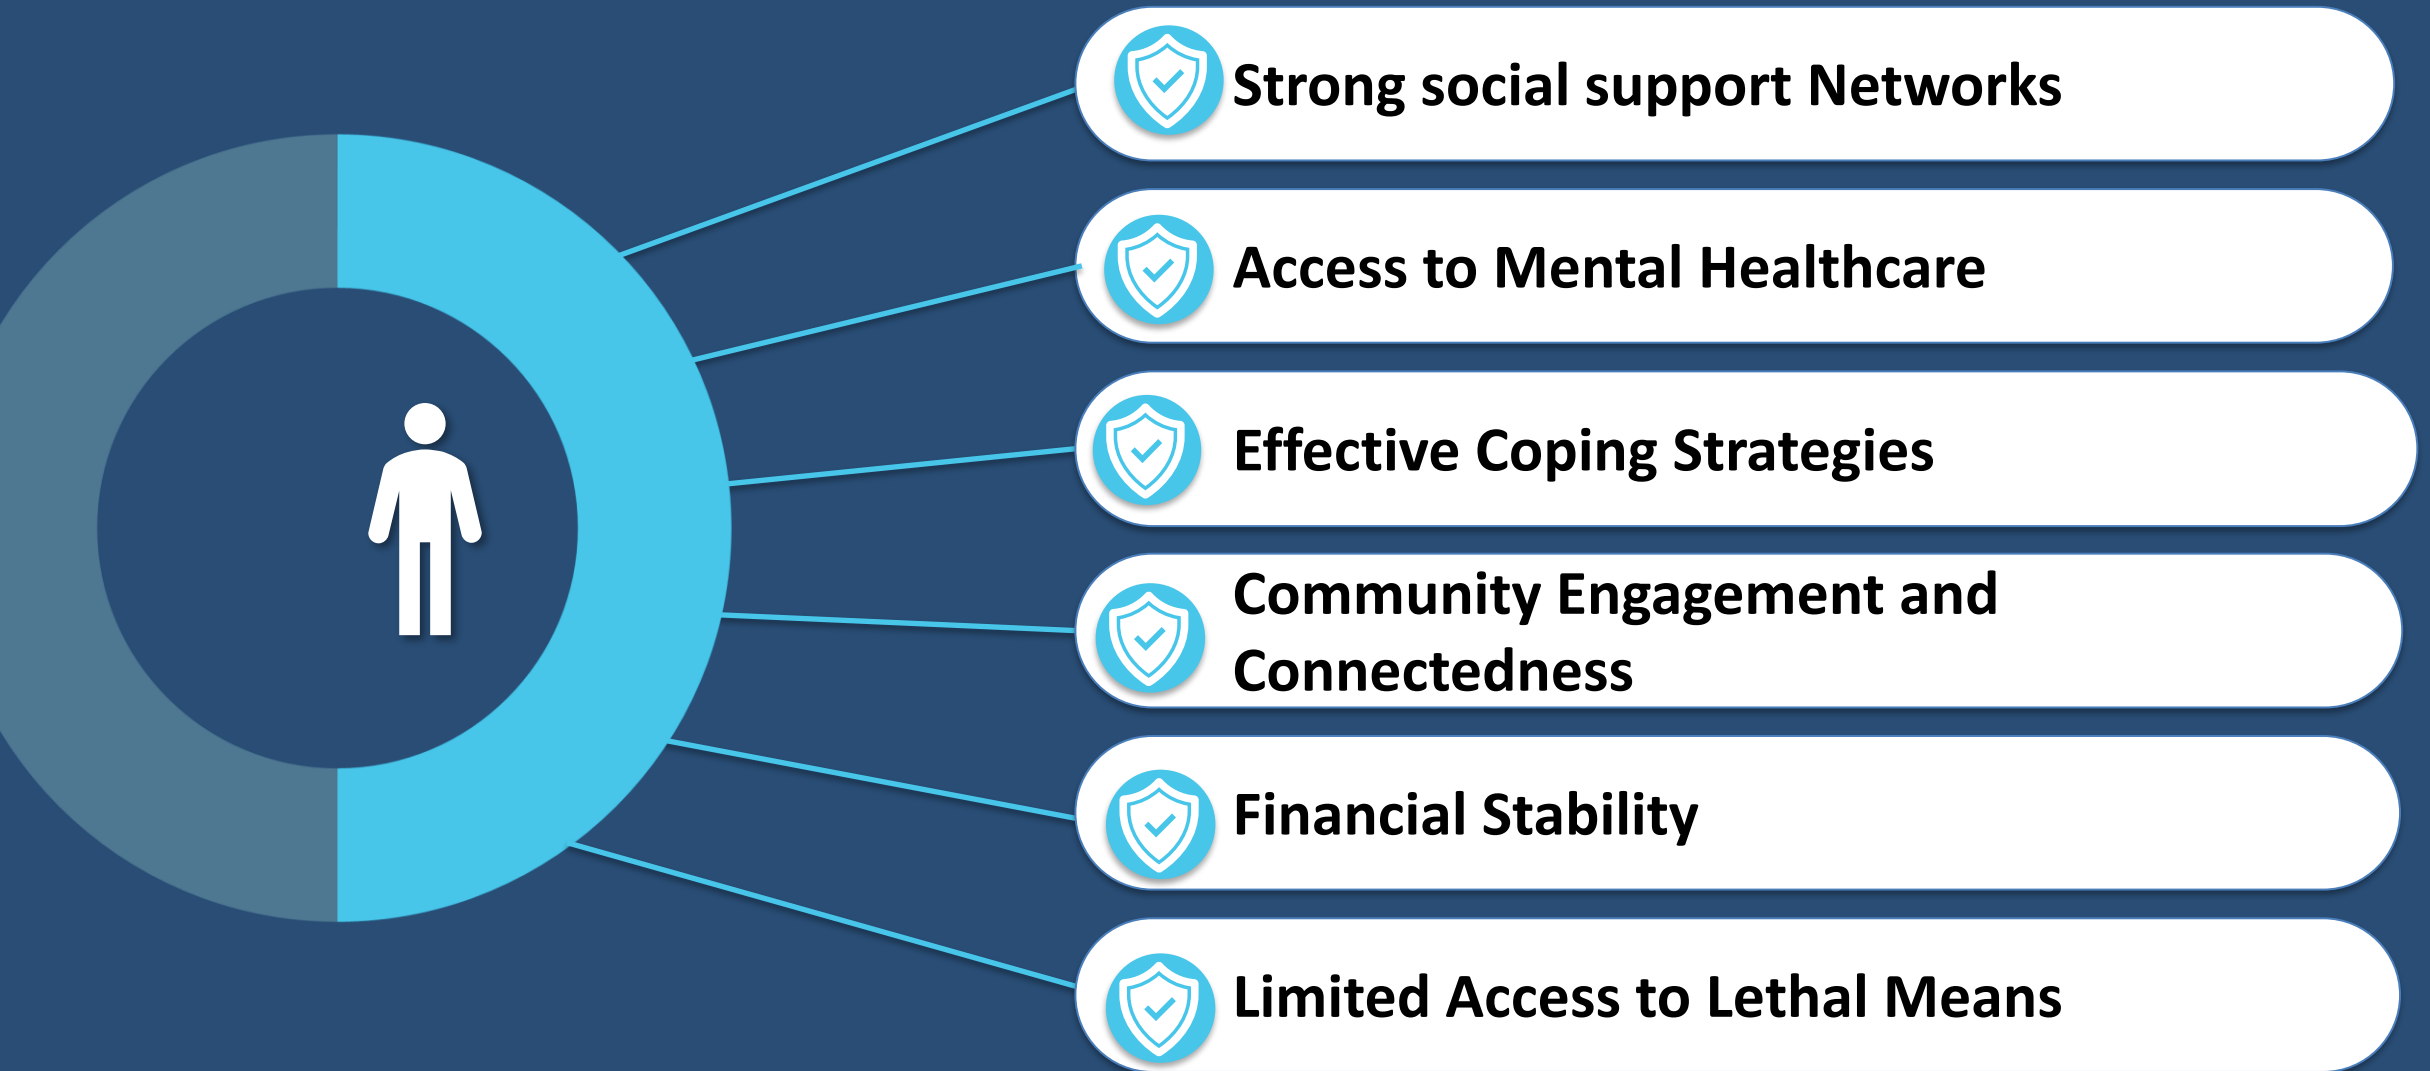 Strong social support Networks
Access to Mental Healthcare
Effective Coping Strategies
Community Engagement and
Connectedness
Financial Stability
Limited Access to Lethal Means